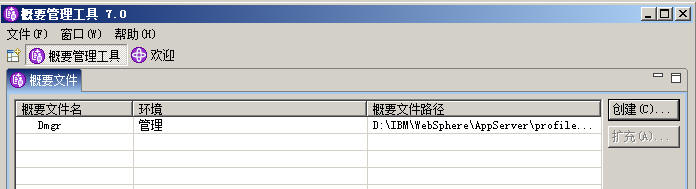 概要管理工具 7.0
文件(F) 窗口(W) 帮助(H)
概要管理工具 欢迎
概要文件
概要文件名 环境 概要文件路径 创建(C)...
Dmgr 管理 D:\IBM\WebSphere\AppServer\profile... 扩充(A)...